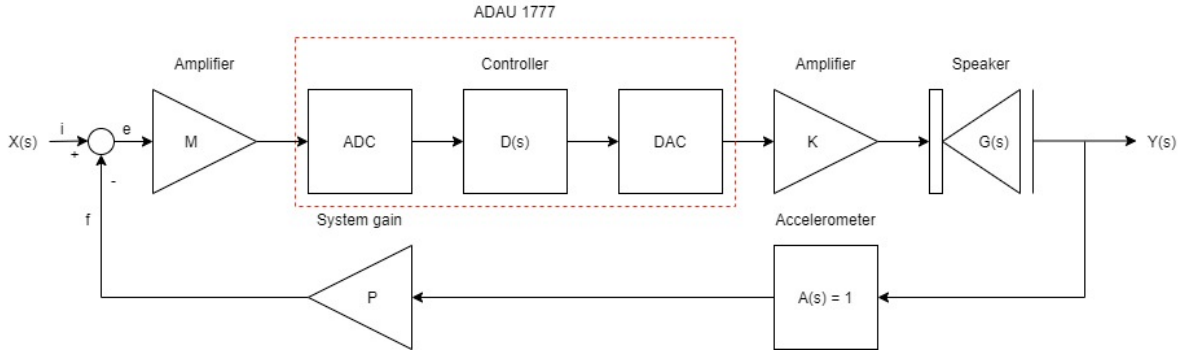 ADAU 1777
Amplifier
Controller
Amplifier
Speaker
X(s)
i
+
-
e
M
ADC
D(s)
DAC
K
G(s)
Y(s)
f
System gain
Accelerometer
P
A(s) = 1